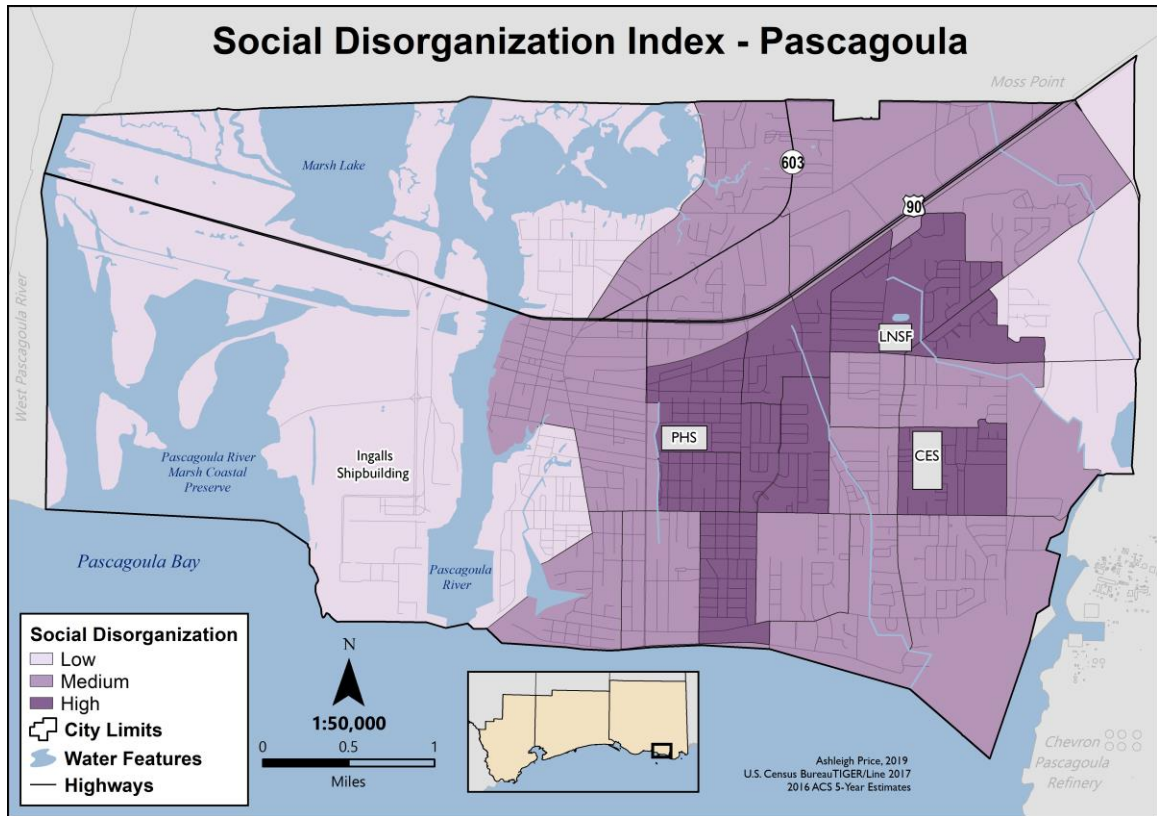 Social Disorganization Index - Pascagoula
Moss Point
603
90
Marsh Lake
West Pascagoula River
LNSF
PHS
CES
Ingalls
Shipbuilding
Pascagoula River
Marsh Coastal
Preserve
Pascagoula Bay
Pascagoula
River
Social Disorganization
Low
Medium
High
City Limits
Water Features
Highways
N
1:50,000
0 0.5 1
Miles
Ashleigh Price, 2019
U.S. Census BureauTIGER/Line 2017
2016 ACS 5-Year Estimates
Chevron
Pascagoula
Refinery